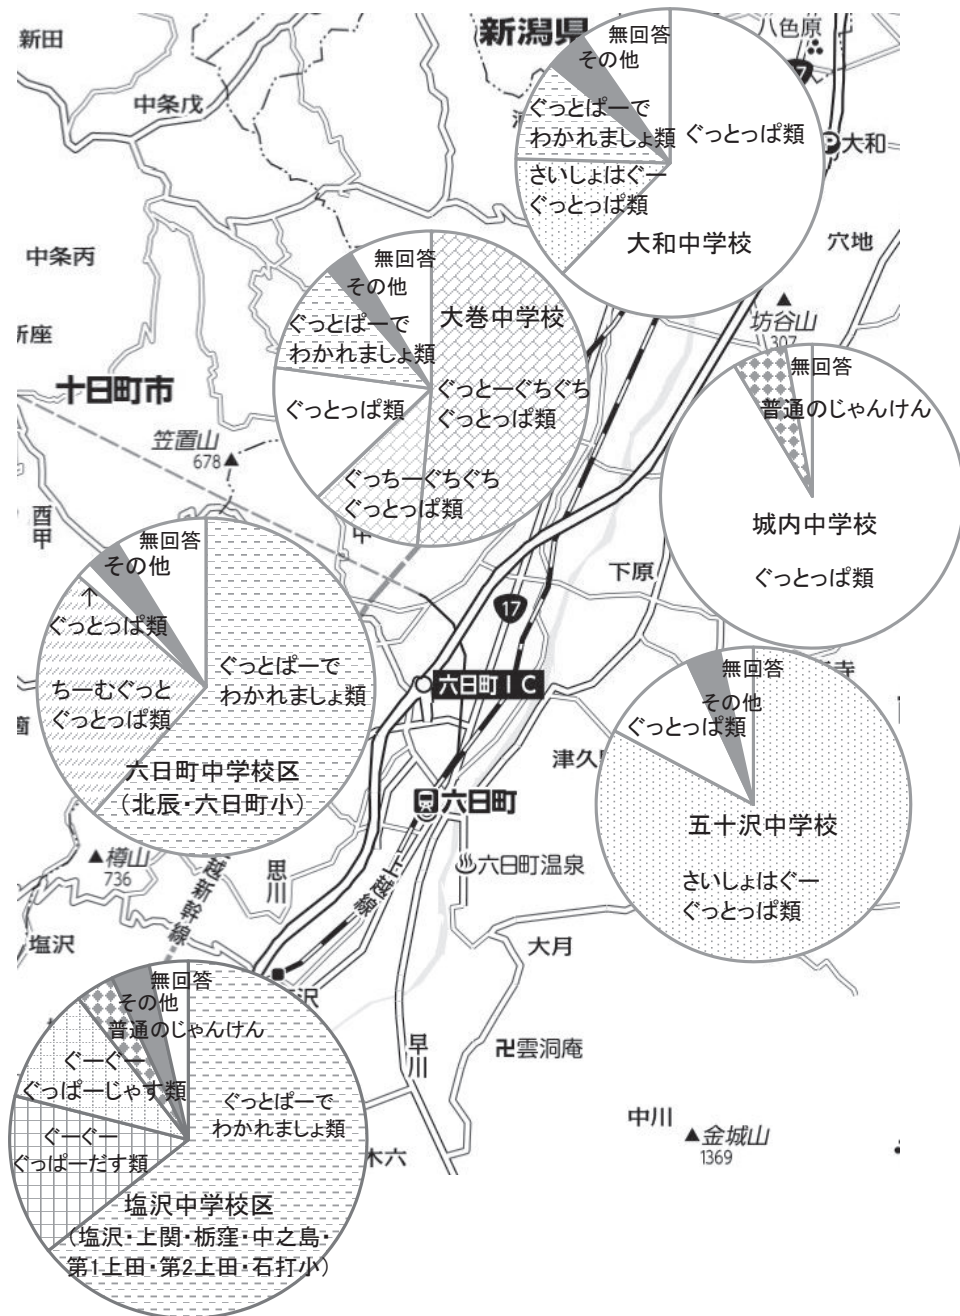 新田
新潟県
八色原
中条戊
無回答
その他
ぐっとぱーで
わかれましょ類
ぐっとっぱ類
さいしょはぐー
ぐっとっぱ類
大和中学校
7
P
大和
中条丙
穴地
坊谷山
307
無回答
その他
ぐっとぱーで
わかれましょ類
大巻中学校
ぐっとっぱ類
ぐっとーぐちぐち
ぐっとっぱ類
ぐっちーぐちぐち
ぐっとっぱ類
十日町市
笠置山
678
無回答
普通のじゃんけん
城内中学校
ぐっとっぱ類
下原
17
無回答
その他
↑
ぐっとっぱ類
ちーむぐっと
ぐっとっぱ類
ぐっとぱーで
わかれましょ類
六日町中学校区
(北辰・六日町小)
六日町IC
寺
無回答
その他
ぐっとっぱ類
五十沢中学校
さいしょはぐー
ぐっとっぱ類
六日町
六日町温泉
樽山
736
思川
上越線
越新幹線
塩沢
大月
沢
早川
卍雲洞庵
中川
金城山
1369
木六
無回答
その他
普通のじゃんけん
ぐーぐー
ぐっぱーじゃす類
ぐーぐー
ぐっぱーだす類
ぐっとぱーで
わかれましょ類
塩沢中学校区
(塩沢・上関・栃窪・中之島・
第1上田・第2上田・石打小)